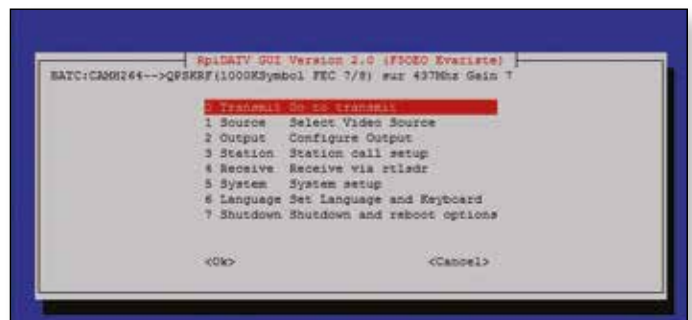 RpiDATV GUI Version 2.0 (F5OEO Evariste)
BATC:CAMH264-->QPSKRF(1000KSymbol FEC 7/8) sur 437Mhz Gain 7
0 Transmit Go to transmit
1 Source Select Video Source
2 Output Configure Output
3 Station Station call setup
4 Receive Receive via rtlsdr
5 System System setup
6 Language Set Language and Keyboard
7 Shutdown Shutdown and reboot options
<Ok> <Cancel>